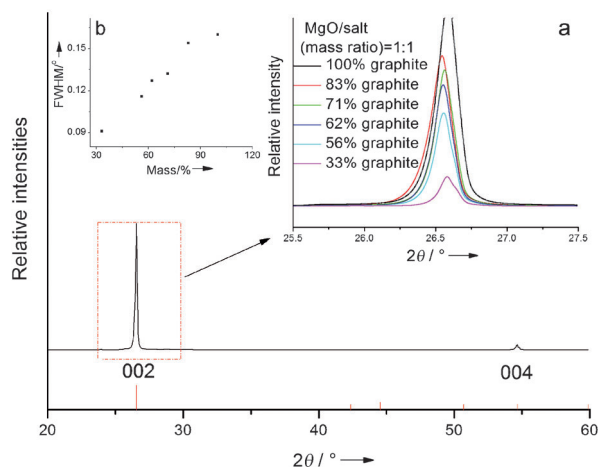 b
FWHM/°
0.15
0.12
0.09
30
60
90
120
Mass/%
a
MgO/salt
(mass ratio)=1:1
100% graphite
83% graphite
71% graphite
62% graphite
56% graphite
33% graphite
Relative intensity
25.5
26.0
26.5
27.0
27.5
2θ / °
Relative intensities
002
004
20
30
40
50
60
2θ / °